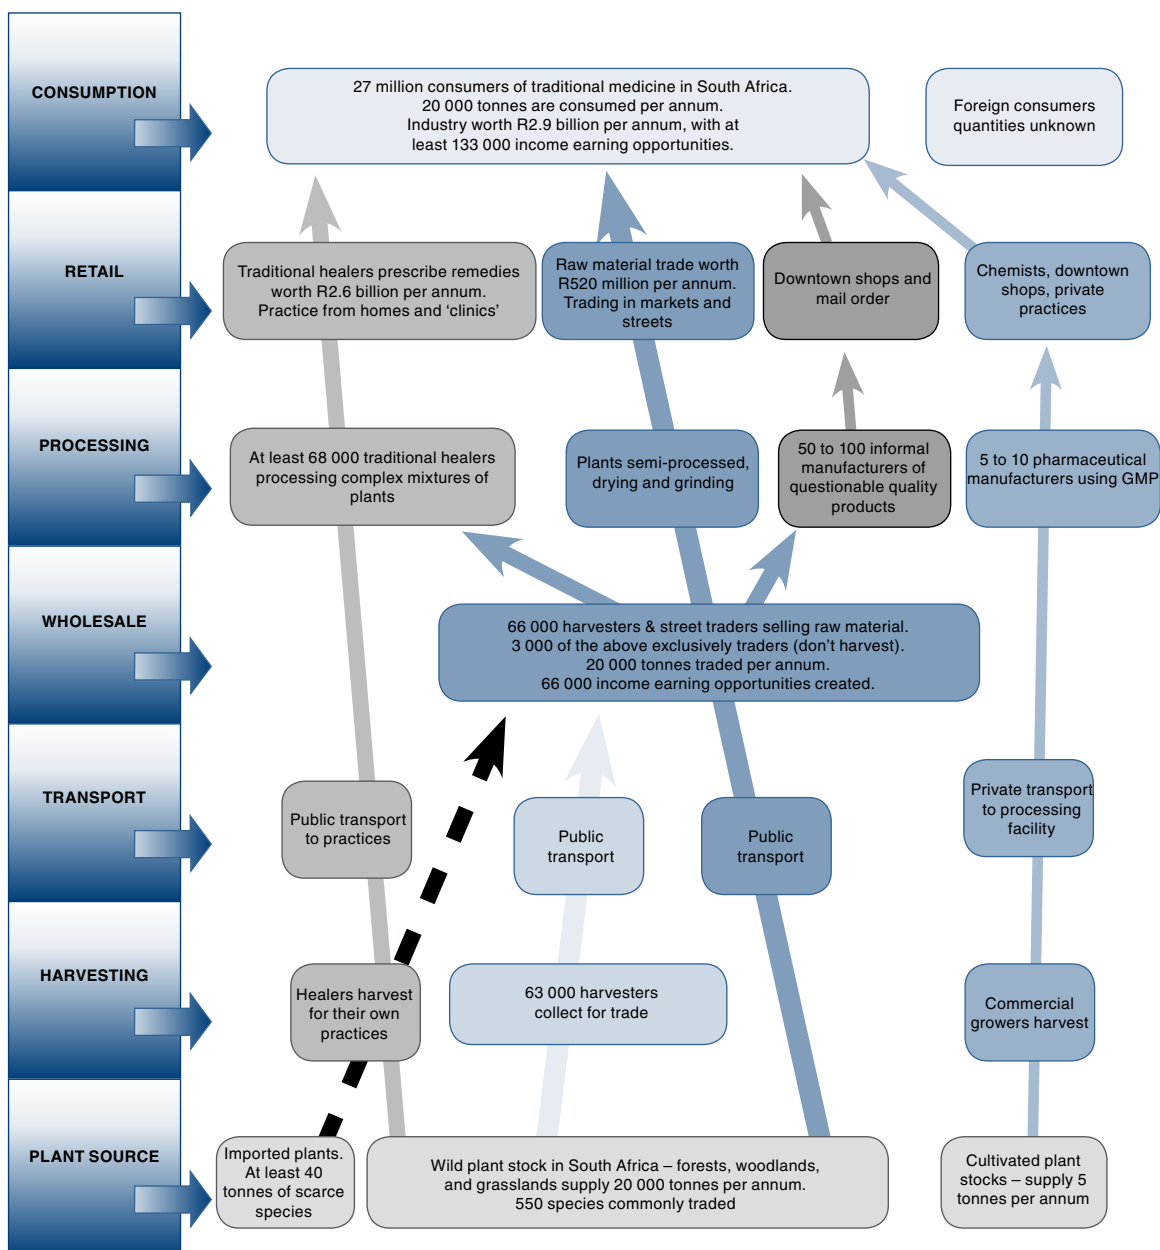 CONSUMPTION
27 million consumers of traditional medicine in South Africa.
20 000 tonnes are consumed per annum.
Industry worth R2.9 billion per annum, with at
least 133 000 income earning opportunities.
Foreign consumers
quantities unknown
RETAIL
Traditional healers prescribe remedies
worth R2.6 billion per annum.
Practice from homes and ‘clinics’
Raw material trade worth
R520 million per annum.
Trading in markets and
streets
Downtown shops and
mail order
Chemists, downtown
shops, private
practices
PROCESSING
At least 68 000 traditional healers
processing complex mixtures of
plants
Plants semi-processed,
drying and grinding
50 to 100 informal
manufacturers of
questionable quality
products
5 to 10 pharmaceutical
manufacturers using GMP
WHOLESALE
66 000 harvesters & street traders selling raw material.
3 000 of the above exclusively traders (don’t harvest).
20 000 tonnes traded per annum.
66 000 income earning opportunities created.
TRANSPORT
Public transport
to practices
Public
transport
Public
transport
Private transport
to processing
facility
HARVESTING
Healers harvest
for their own
practices
63 000 harvesters
collect for trade
Commercial
growers harvest
PLANT SOURCE
Imported plants.
At least 40
tonnes of scarce
species
Wild plant stock in South Africa – forests, woodlands,
and grasslands supply 20 000 tonnes per annum.
550 species commonly traded
Cultivated plant
stocks – supply 5
tonnes per annum